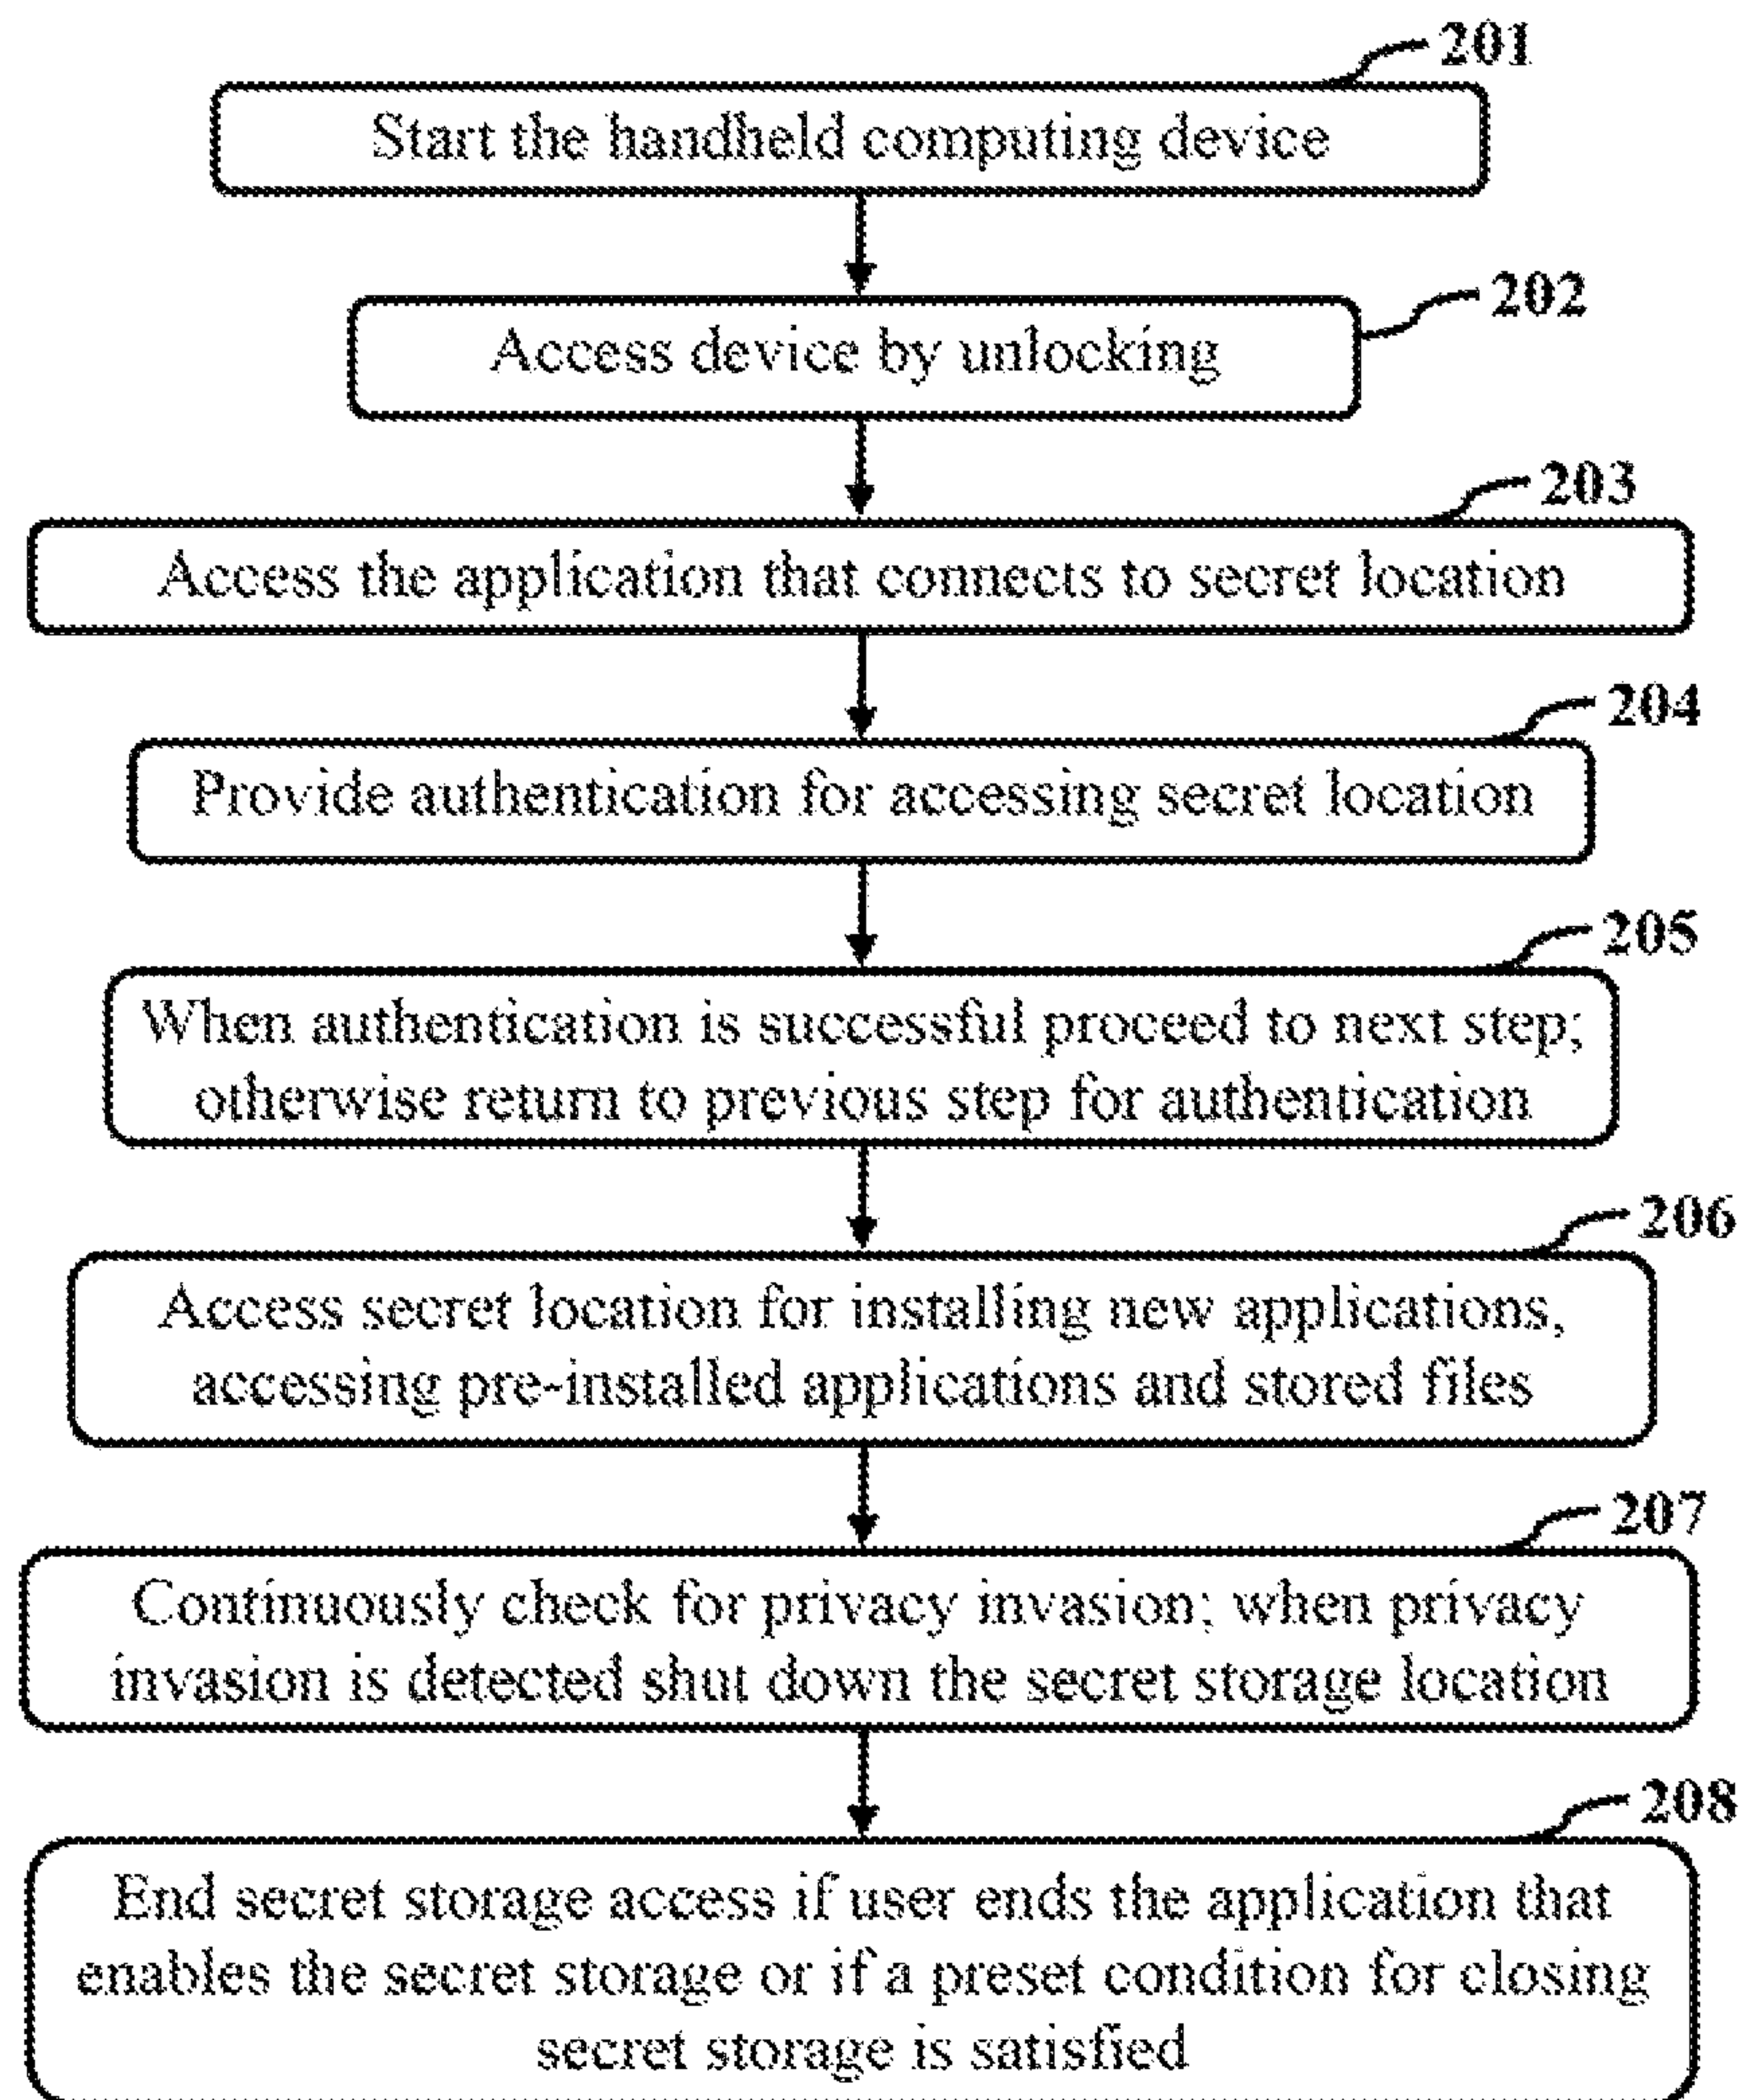 201
Start the handheld computing device
202
Access device by unlocking
203
Access the application that connects to secret location
204
Provide authentication for accessing secret location
205
When authentication is successful proceed to next step;
otherwise return to previous step for authentication
206
Access secret location for installing new applications,
accessing pre-installed applications and stored files
207
Continuously check for privacy invasion; when privacy
invasion is detected shut down the secret storage location
208
End secret storage access if user ends the application that
enables the secret storage or if a preset condition for closing
secret storage is satisfied